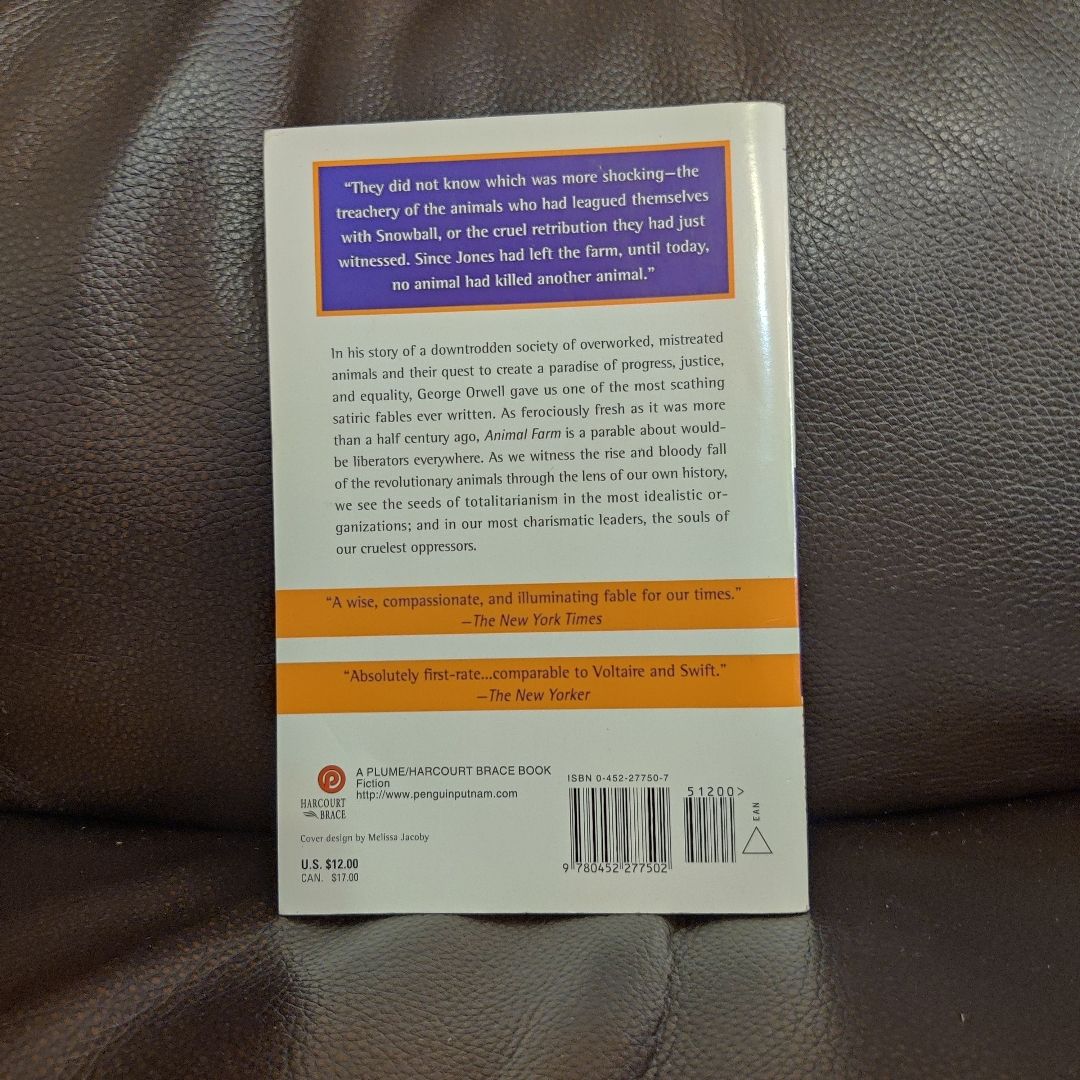 “They did not know which was more shocking—the
treachery of the animals who had leagued themselves
with Snowball, or the cruel retribution they had just
witnessed. Since Jones had left the farm, until today,
no animal had killed another animal.”
In his story of a downtrodden society of overworked, mistreated
animals and their quest to create a paradise of progress, justice,
and equality, George Orwell gave us one of the most scathing
satiric fables ever written. As ferociously fresh as it was more
than a half century ago, Animal Farm is a parable about would-
be liberators everywhere. As we witness the rise and bloody fall
of the revolutionary animals through the lens of our own history,
we see the seeds of totalitarianism in the most idealistic or-
ganizations; and in our most charismatic leaders, the souls of
our cruelest oppressors.
“A wise, compassionate, and illuminating fable for our times.”
—The New York Times
“Absolutely first-rate...comparable to Voltaire and Swift.”
—The New Yorker
A PLUME/HARCOURT BRACE BOOK
Fiction
http://www.penguinputnam.com
HARCOURT
BRACE
Cover design by Melissa Jacoby
U.S. $12.00
CAN. $17.00
ISBN 0-452-27750-7
51200>
EAN
9 780452 277502